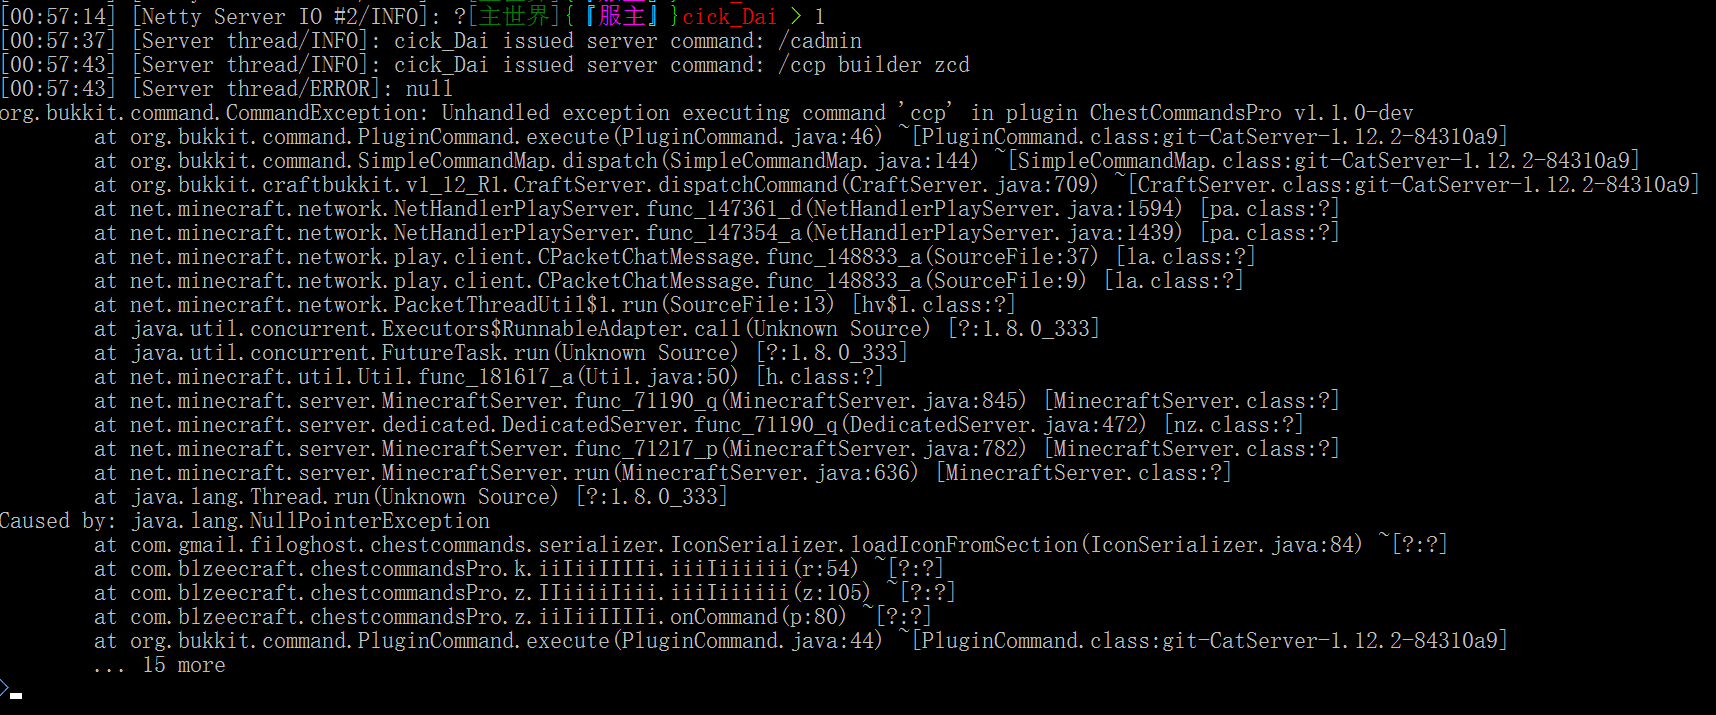 [00:57:14] [Netty Server IO #2/INFO]: ?[主世界]{『服主』}cick_Dai > 1
[00:57:37] [Server thread/INFO]: cick_Dai issued server command: /cadmin
[00:57:43] [Server thread/INFO]: cick_Dai issued server command: /ccp builder zcd
[00:57:43] [Server thread/ERROR]: null
org.bukkit.command.CommandException: Unhandled exception executing command 'ccp' in plugin ChestCommandsPro v1.1.0-dev
at org.bukkit.command.PluginCommand.execute(PluginCommand.java:46) ~[PluginCommand.class:git-CatServer-1.12.2-84310a9]
at org.bukkit.command.SimpleCommandMap.dispatch(SimpleCommandMap.java:144) ~[SimpleCommandMap.class:git-CatServer-1.12.2-84310a9]
at org.bukkit.craftbukkit.v1_12_R1.CraftServer.dispatchCommand(CraftServer.java:709) ~[CraftServer.class:git-CatServer-1.12.2-84310a9]
at net.minecraft.network.NetHandlerPlayServer.func_147361_d(NetHandlerPlayServer.java:1594) [pa.class:?]
at net.minecraft.network.NetHandlerPlayServer.func_147354_a(NetHandlerPlayServer.java:1439) [pa.class:?]
at net.minecraft.network.play.client.CPacketChatMessage.func_148833_a(SourceFile:37) [la.class:?]
at net.minecraft.network.play.client.CPacketChatMessage.func_148833_a(SourceFile:9) [la.class:?]
at net.minecraft.network.PacketThreadUtil$1.run(SourceFile:13) [hv$1.class:?]
at java.util.concurrent.Executors$RunnableAdapter.call(Unknown Source) [?:1.8.0_333]
at java.util.concurrent.FutureTask.run(Unknown Source) [?:1.8.0_333]
at net.minecraft.util.Util.func_181617_a(Util.java:50) [h.class:?]
at net.minecraft.server.MinecraftServer.func_71190_q(MinecraftServer.java:845) [MinecraftServer.class:?]
at net.minecraft.server.dedicated.DedicatedServer.func_71190_q(DedicatedServer.java:472) [nz.class:?]
at net.minecraft.server.MinecraftServer.func_71217_p(MinecraftServer.java:782) [MinecraftServer.class:?]
at net.minecraft.server.MinecraftServer.run(MinecraftServer.java:636) [MinecraftServer.class:?]
at java.lang.Thread.run(Unknown Source) [?:1.8.0_333]
Caused by: java.lang.NullPointerException
at com.gmail.filoghost.chestcommands.serializer.IconSerializer.loadIconFromSection(IconSerializer.java:84) ~[?:?]
at com.blzeecraft.chestcommandsPro.k.iiIiiIIIIi.iiiIiiiiii(r:54) ~[?:?]
at com.blzeecraft.chestcommandsPro.z.IIiiiiIiii.iiiIiiiiii(z:105) ~[?:?]
at com.blzeecraft.chestcommandsPro.z.iiIiiIIIIi.onCommand(p:80) ~[?:?]
at org.bukkit.command.PluginCommand.execute(PluginCommand.java:44) ~[PluginCommand.class:git-CatServer-1.12.2-84310a9]
... 15 more
>